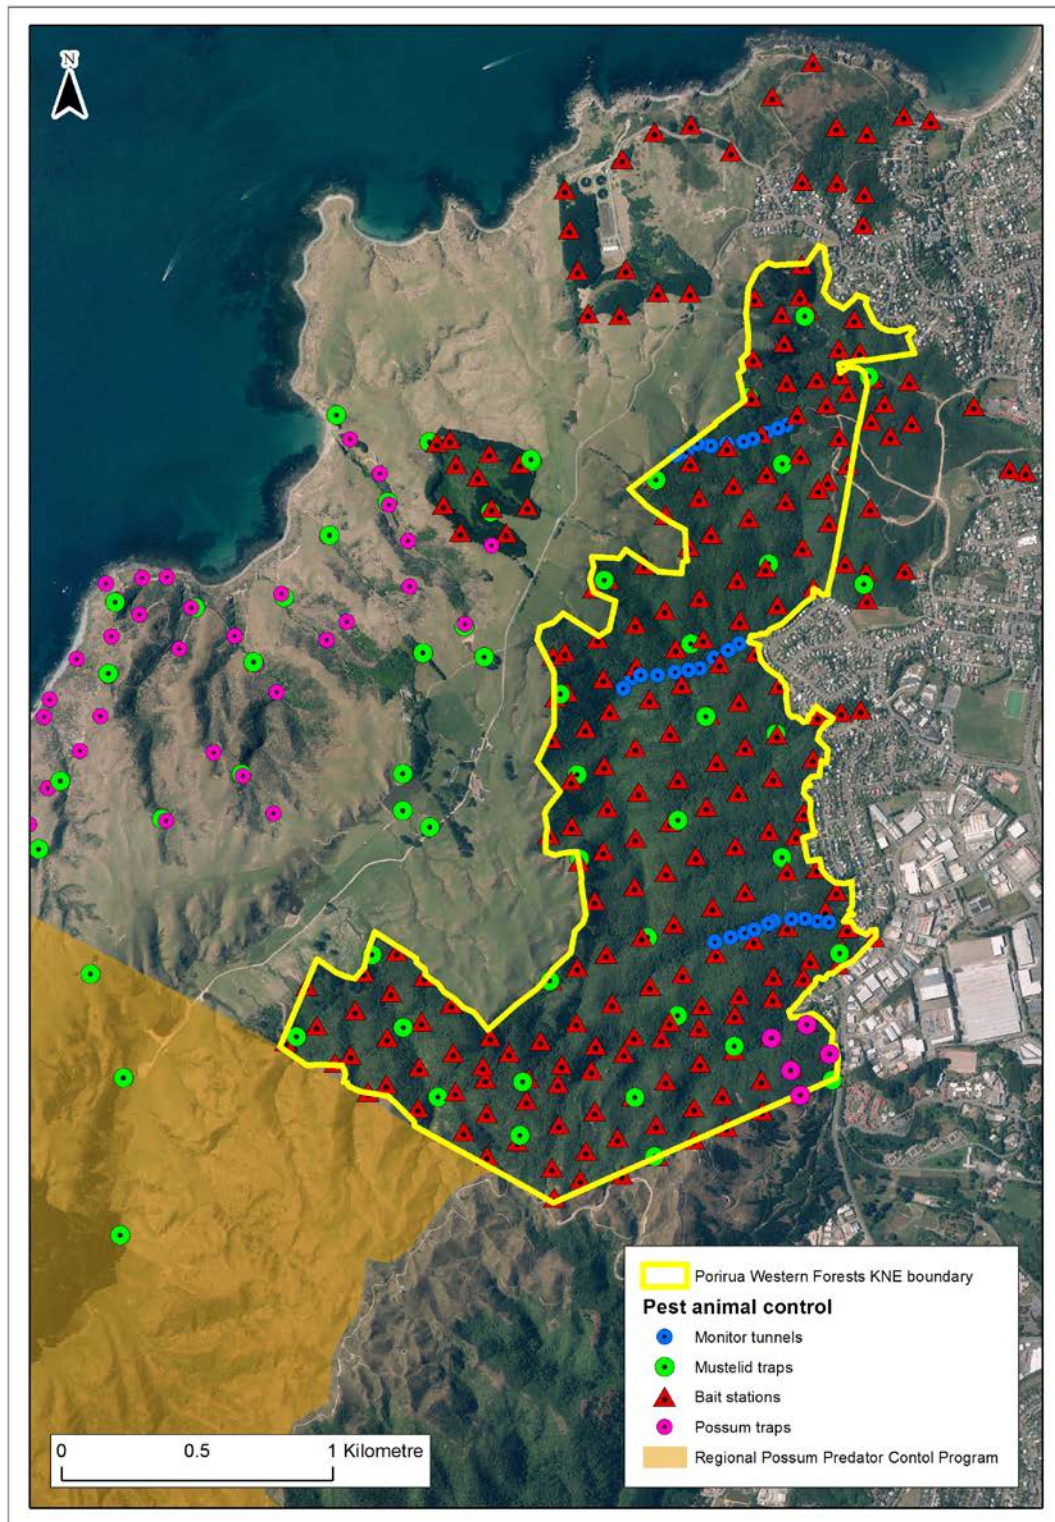 N
Porirua Western Forests KNE boundary
Pest animal control
Monitor tunnels
Mustelid traps
Bait stations
Possum traps
Regional Possum Predator Contol Program
0 0.5 1 Kilometre